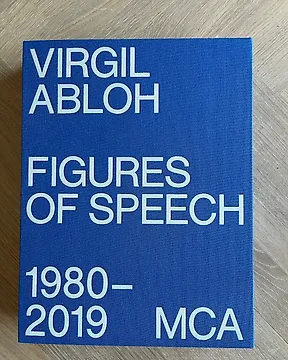 VIRGIL
ABLOH
FIGURES
OF SPEECH
1980–
2019 MCA